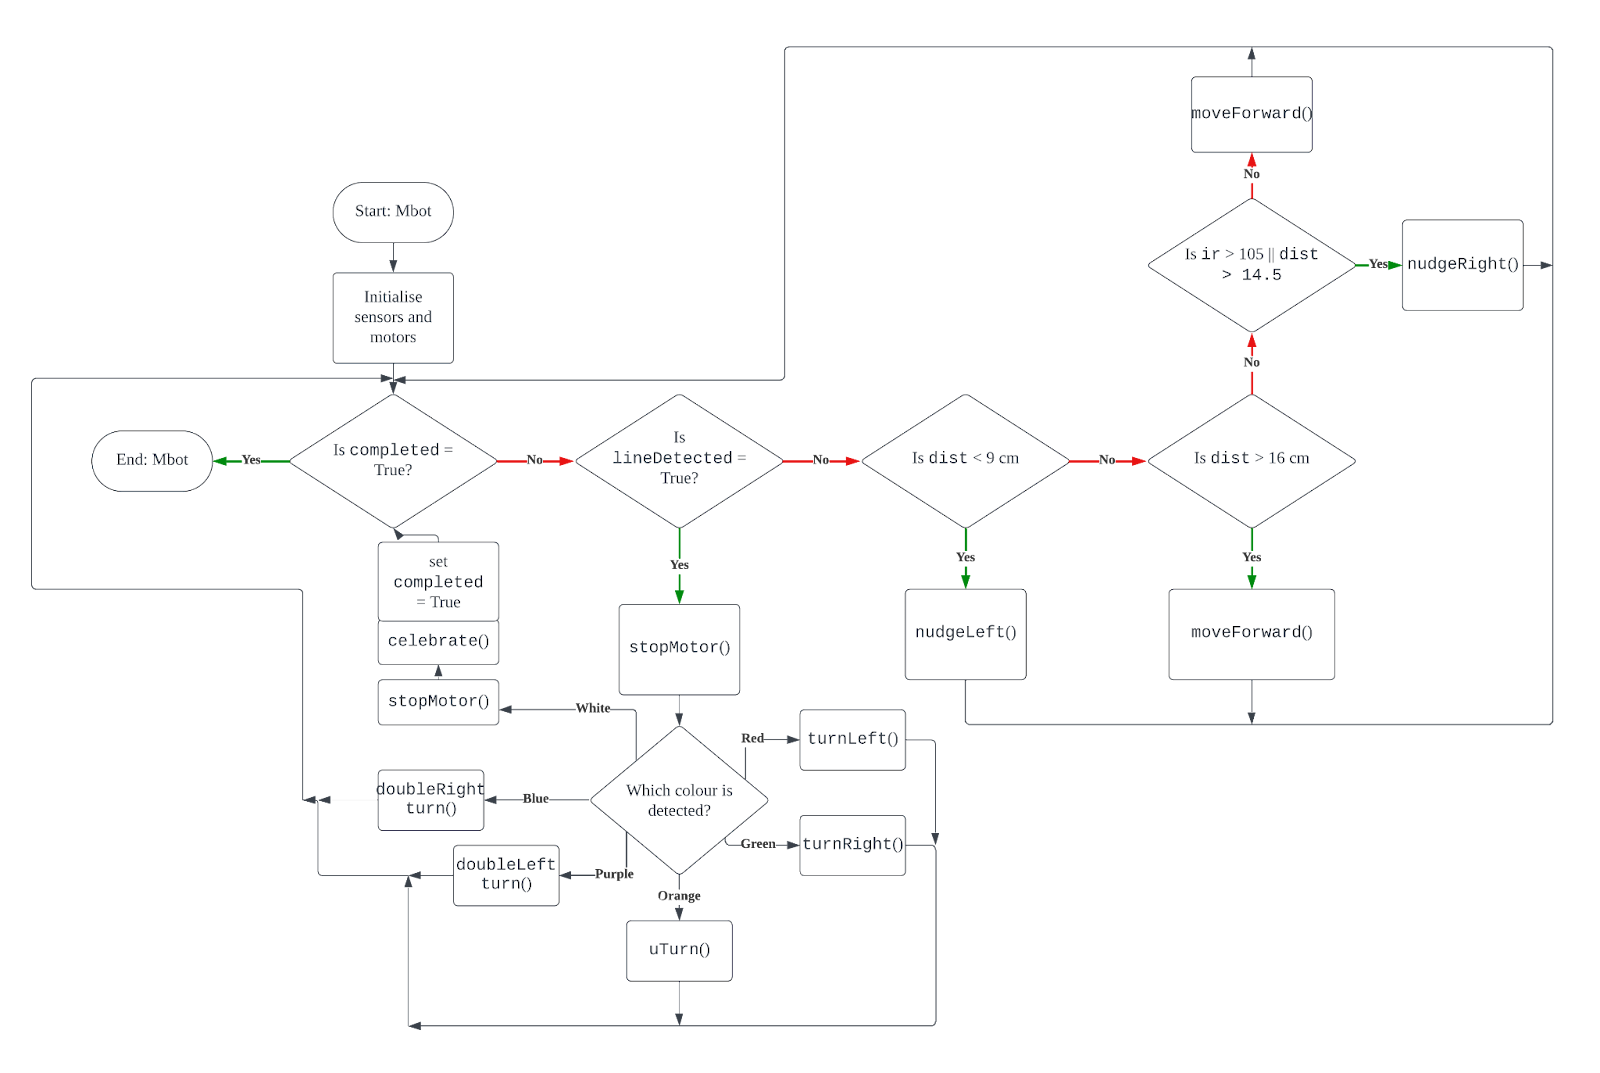 moveForward()
No
Start: Mbot
Is ir > 105 || dist
> 14.5
Yes
nudgeRight()
Initialise
sensors and
motors
No
End: Mbot
Yes
Is completed =
True?
No
Is
lineDetected =
True?
No
Is dist < 9 cm
No
Is dist > 16 cm
set
completed
= True
celebrate()
stopMotor()
Yes
stopMotor()
Yes
nudgeLeft()
Yes
moveForward()
White
Red
turnLeft()
doubleRight
turn()
Blue
Which colour is
detected?
Green
turnRight()
doubleLeft
turn()
Purple
Orange
uTurn()